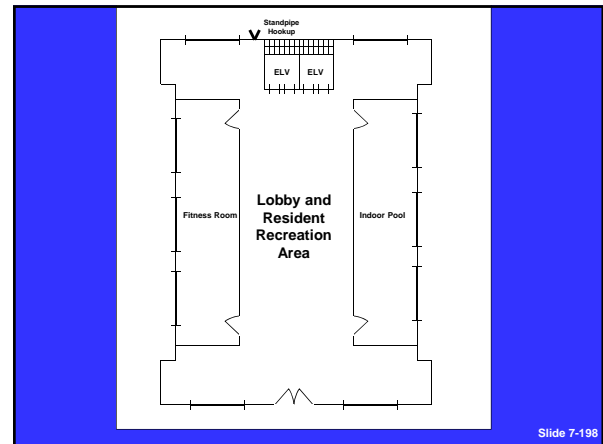 Standpipe
Hookup
ELV ELV
Lobby and
Resident
Recreation
Area
Fitness Room
Indoor Pool
Slide 7-198